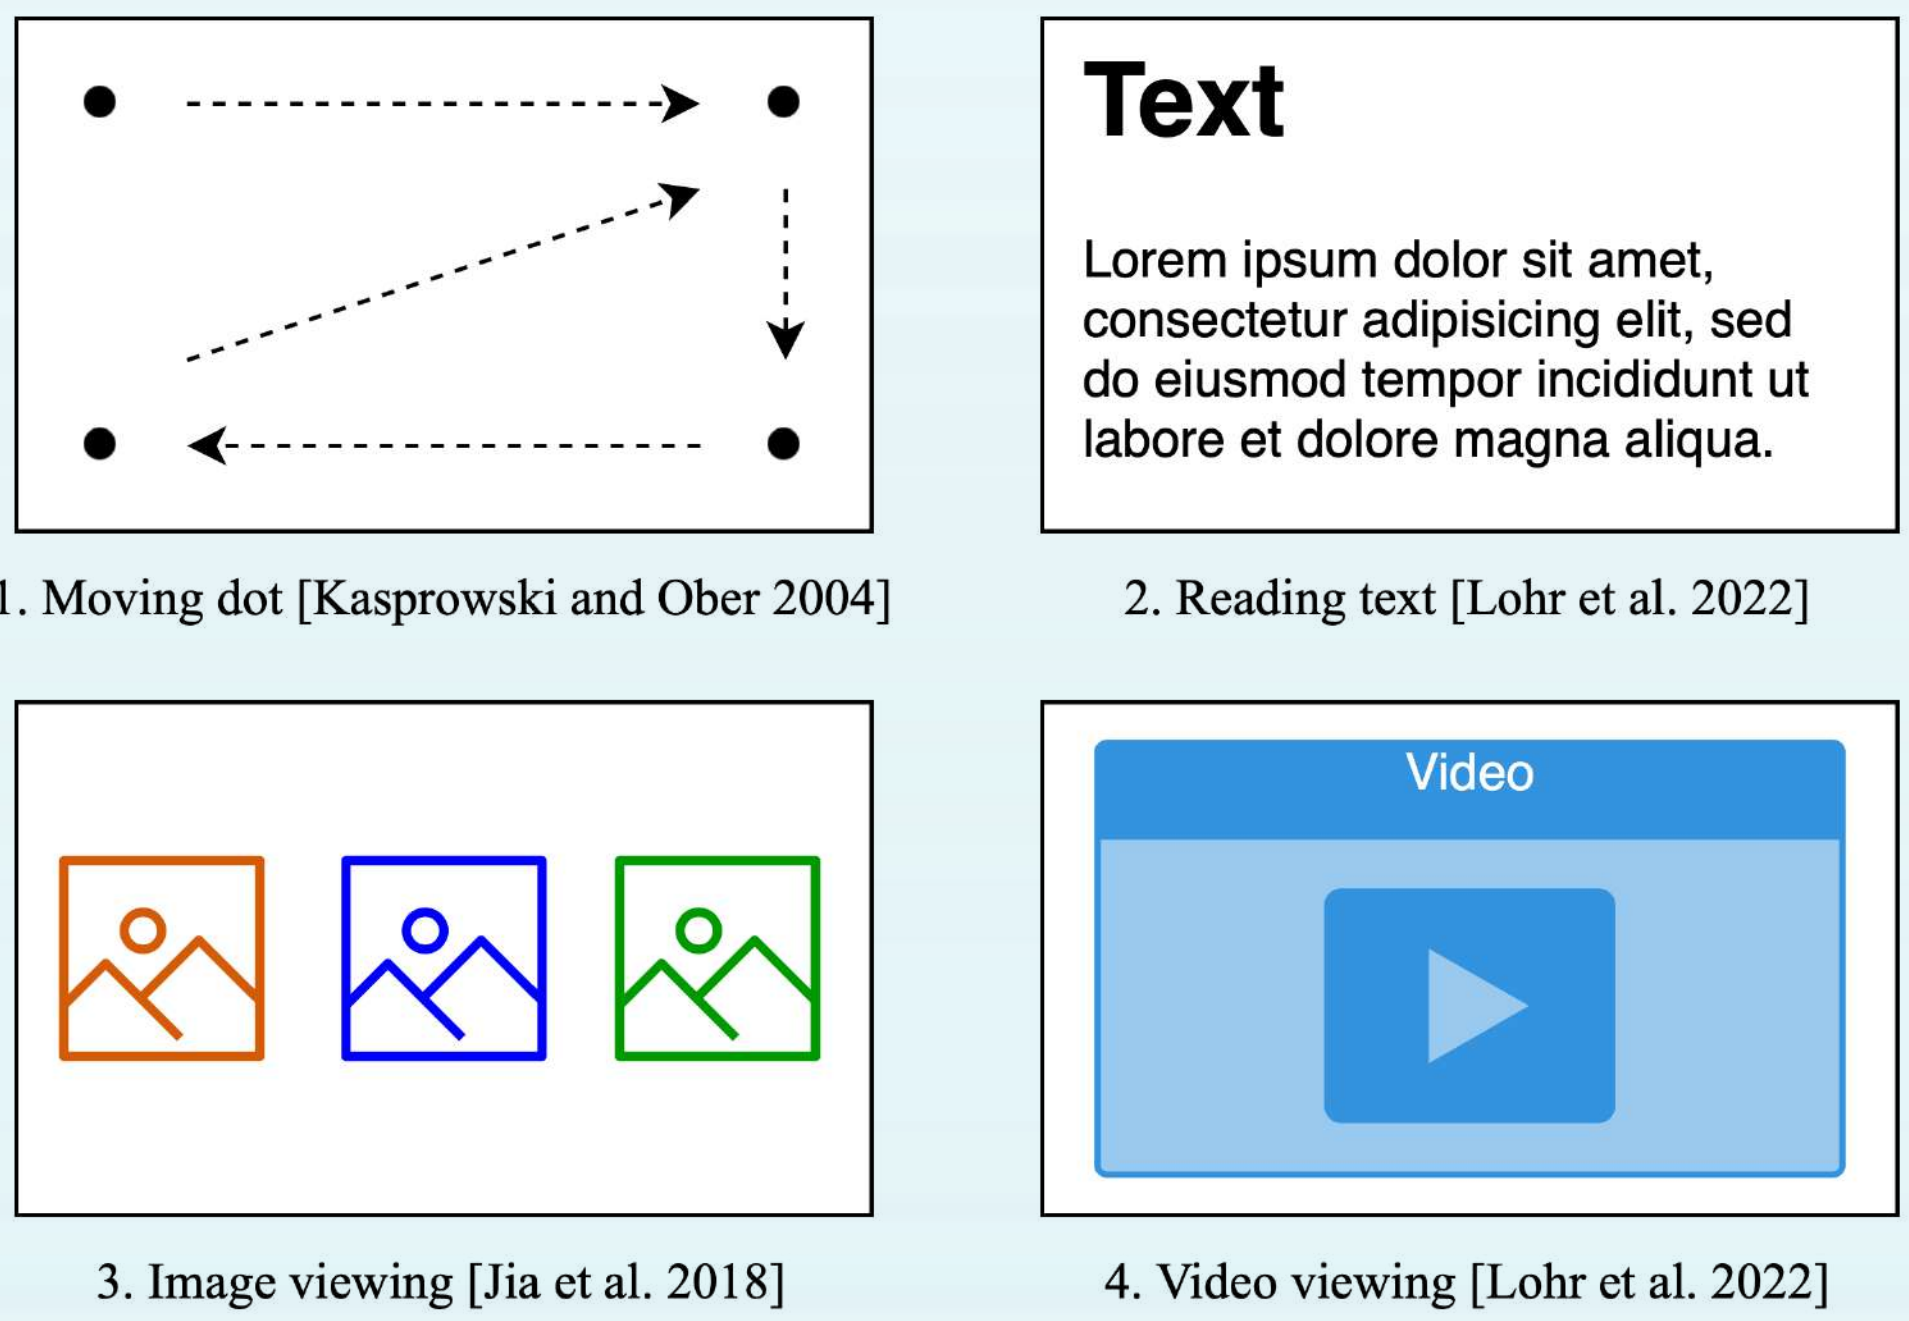 Text
Lorem ipsum dolor sit amet,
consectetur adipisicing elit, sed
do eiusmod tempor incididunt ut
labore et dolore magna aliqua.
1. Moving dot [Kasprowski and Ober 2004]
2. Reading text [Lohr et al. 2022]
Video
3. Image viewing [Jia et al. 2018]
4. Video viewing [Lohr et al. 2022]